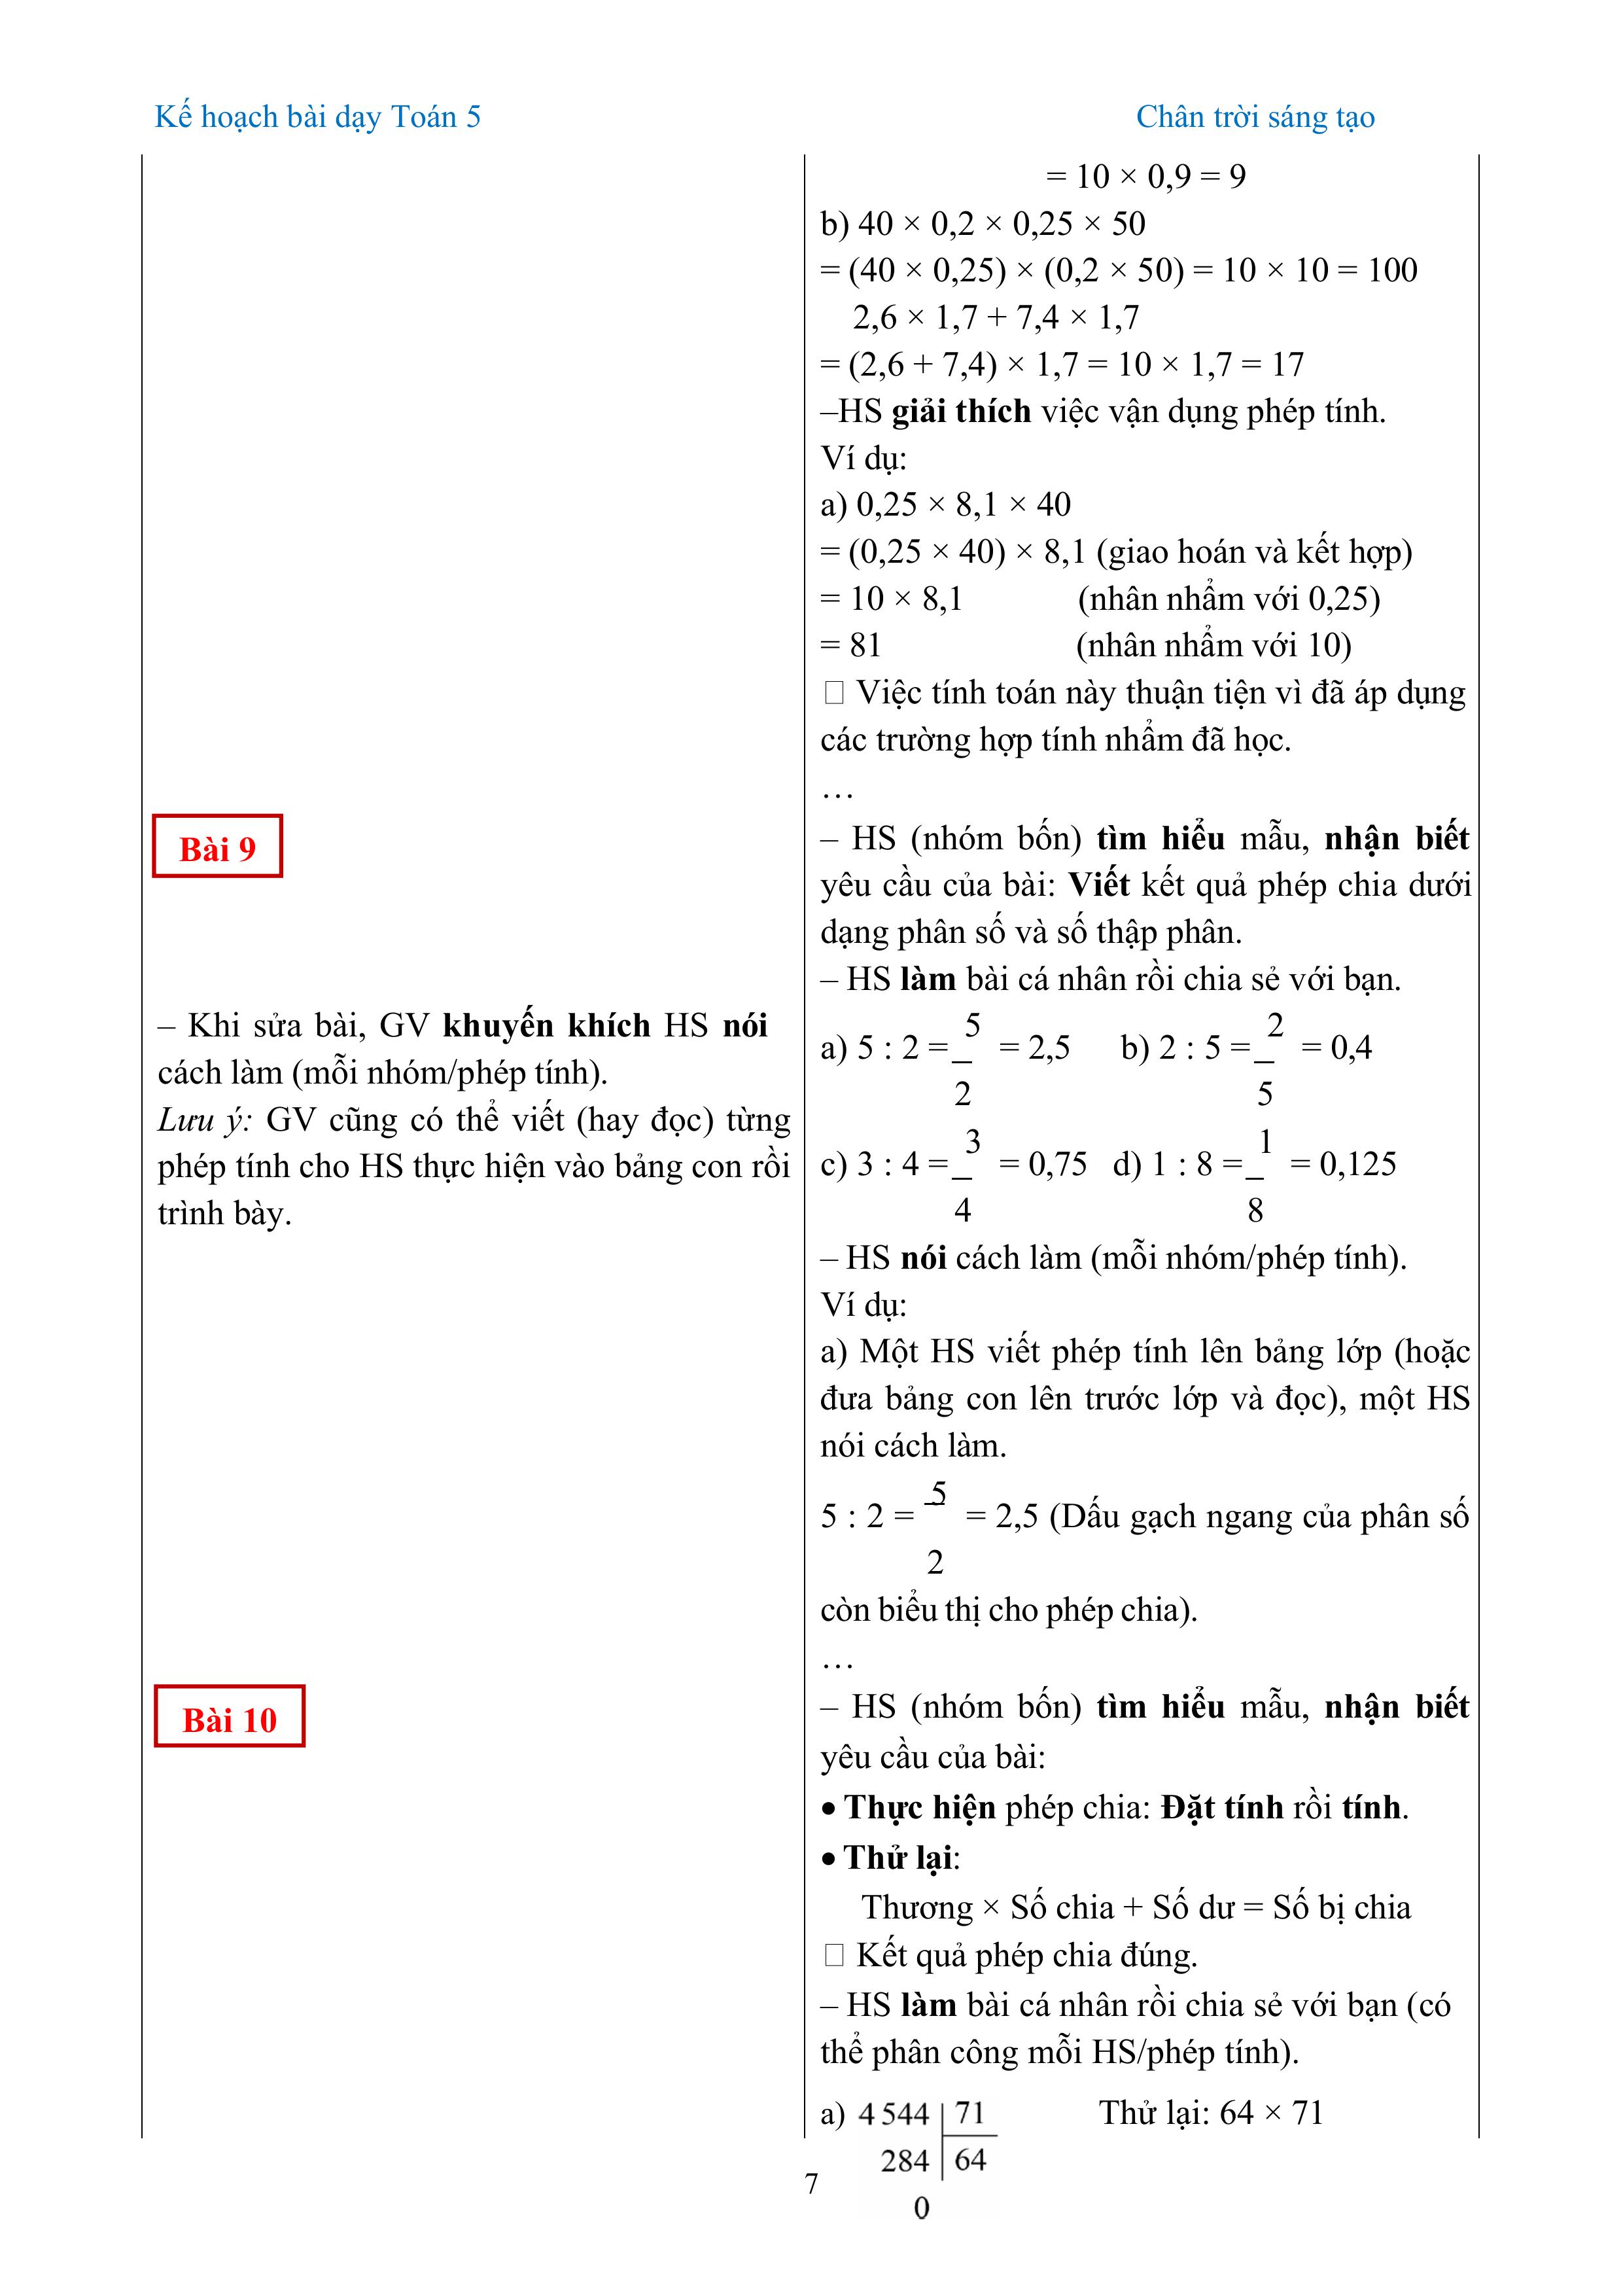 Kế hoạch bài dạy Toán 5
Chân trời sáng tạo
= 10 × 0,9 = 9
b) 40 × 0,2 × 0,25 × 50
= (40 × 0,25) × (0,2 × 50) = 10 × 10 = 100
2,6 × 1,7 + 7,4 × 1,7
= (2,6 + 7,4) × 1,7 = 10 × 1,7 = 17
–HS giải thích việc vận dụng phép tính.
Ví dụ:
a) 0,25 × 8,1 × 40
= (0,25 × 40) × 8,1 (giao hoán và kết hợp)
= 10 × 8,1 (nhân nhẩm với 0,25)
= 81 (nhân nhẩm với 10)
□ Việc tính toán này thuận tiện vì đã áp dụng
các trường hợp tính nhẩm đã học.
…
Bài 9
– Khi sửa bài, GV khuyến khích HS nói
cách làm (mỗi nhóm/phép tính).
Lưu ý: GV cũng có thể viết (hay đọc) từng
phép tính cho HS thực hiện vào bảng con rồi
trình bày.
– HS (nhóm bốn) tìm hiểu mẫu, nhận biết
yêu cầu của bài: Viết kết quả phép chia dưới
dạng phân số và số thập phân.
– HS làm bài cá nhân rồi chia sẻ với bạn.
a) 5 : 2 = 5/2 = 2,5 b) 2 : 5 = 2/5 = 0,4
c) 3 : 4 = 3/4 = 0,75 d) 1 : 8 = 1/8 = 0,125
– HS nói cách làm (mỗi nhóm/phép tính).
Ví dụ:
a) Một HS viết phép tính lên bảng lớp (hoặc
đưa bảng con lên trước lớp và đọc), một HS
nói cách làm.
5 : 2 = 5/2 = 2,5 (Dấu gạch ngang của phân số
còn biểu thị cho phép chia).
…
Bài 10
– HS (nhóm bốn) tìm hiểu mẫu, nhận biết
yêu cầu của bài:
• Thực hiện phép chia: Đặt tính rồi tính.
• Thử lại:
Thương × Số chia + Số dư = Số bị chia
□ Kết quả phép chia đúng.
– HS làm bài cá nhân rồi chia sẻ với bạn (có
thể phân công mỗi HS/phép tính).
a) 4 544 71 Thử lại: 64 × 71
284 64
0
7